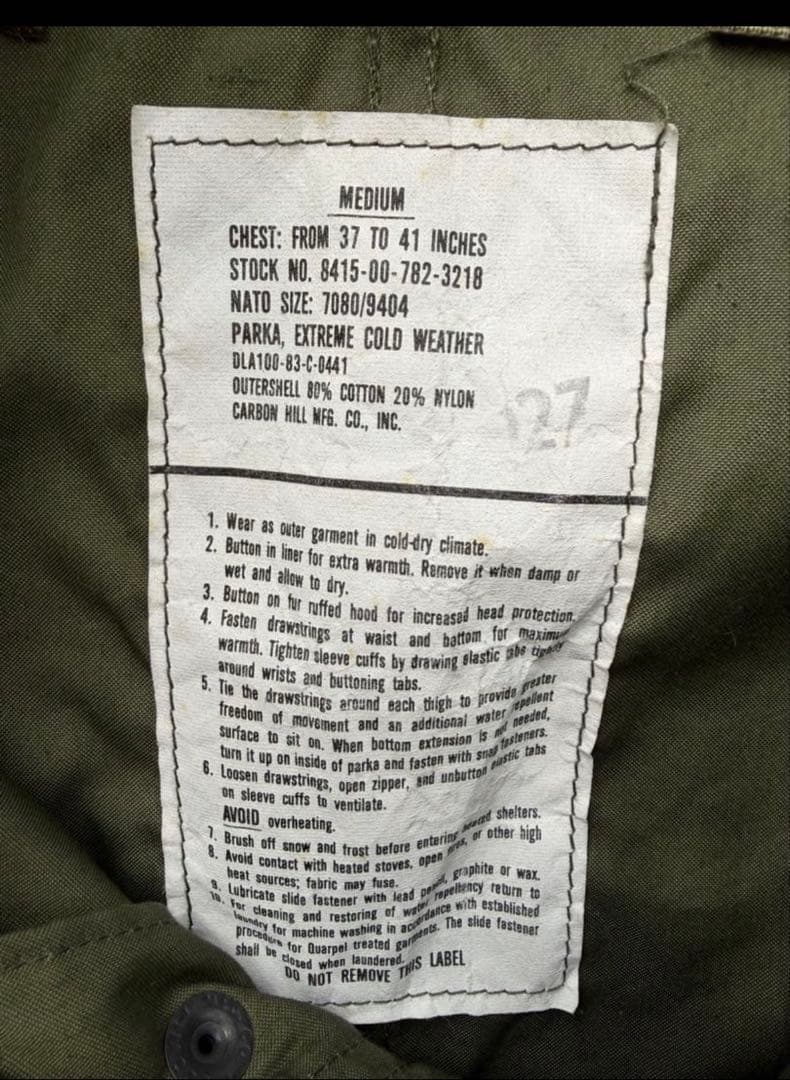 MEDIUM
CHEST: FROM 37 TO 41 INCHES
STOCK NO. 8415-00-782-3218
NATO SIZE: 7080/9404
PARKA, EXTREME COLD WEATHER
DLA100-83-C-0441
OUTERSHELL 80% COTTON 20% NYLON
CARBON HILL MFG. CO., INC.
27
1. Wear as outer garment in cold-dry climate.
2. Button in liner for extra warmth. Remove it when damp or
wet and allow to dry.
3. Button on fur ruffed hood for increased head protection.
4. Fasten drawstrings at waist and bottom for maximum
warmth. Tighten sleeve cuffs by drawing elastic tabs tightly
around wrists and buttoning tabs.
5. Tie the drawstrings around each thigh to provide greater
freedom of movement and an additional water repellent
surface to sit on. When bottom extension is not needed,
turn it up on inside of parka and fasten with snap fasteners.
6. Loosen drawstrings, open zipper, and unbutton elastic tabs
on sleeve cuffs to ventilate.
AVOID overheating.
7. Brush off snow and frost before entering heated shelters.
8. Avoid contact with heated stoves, open fires, or other high
heat sources; fabric may fuse.
9. Lubricate slide fastener with lead pencil, graphite or wax.
10. For cleaning and restoring of water repellency return to
laundry for machine washing in accordance with established
procedure for Quarpel treated garments. The slide fastener
shall be closed when laundered.
DO NOT REMOVE THIS LABEL